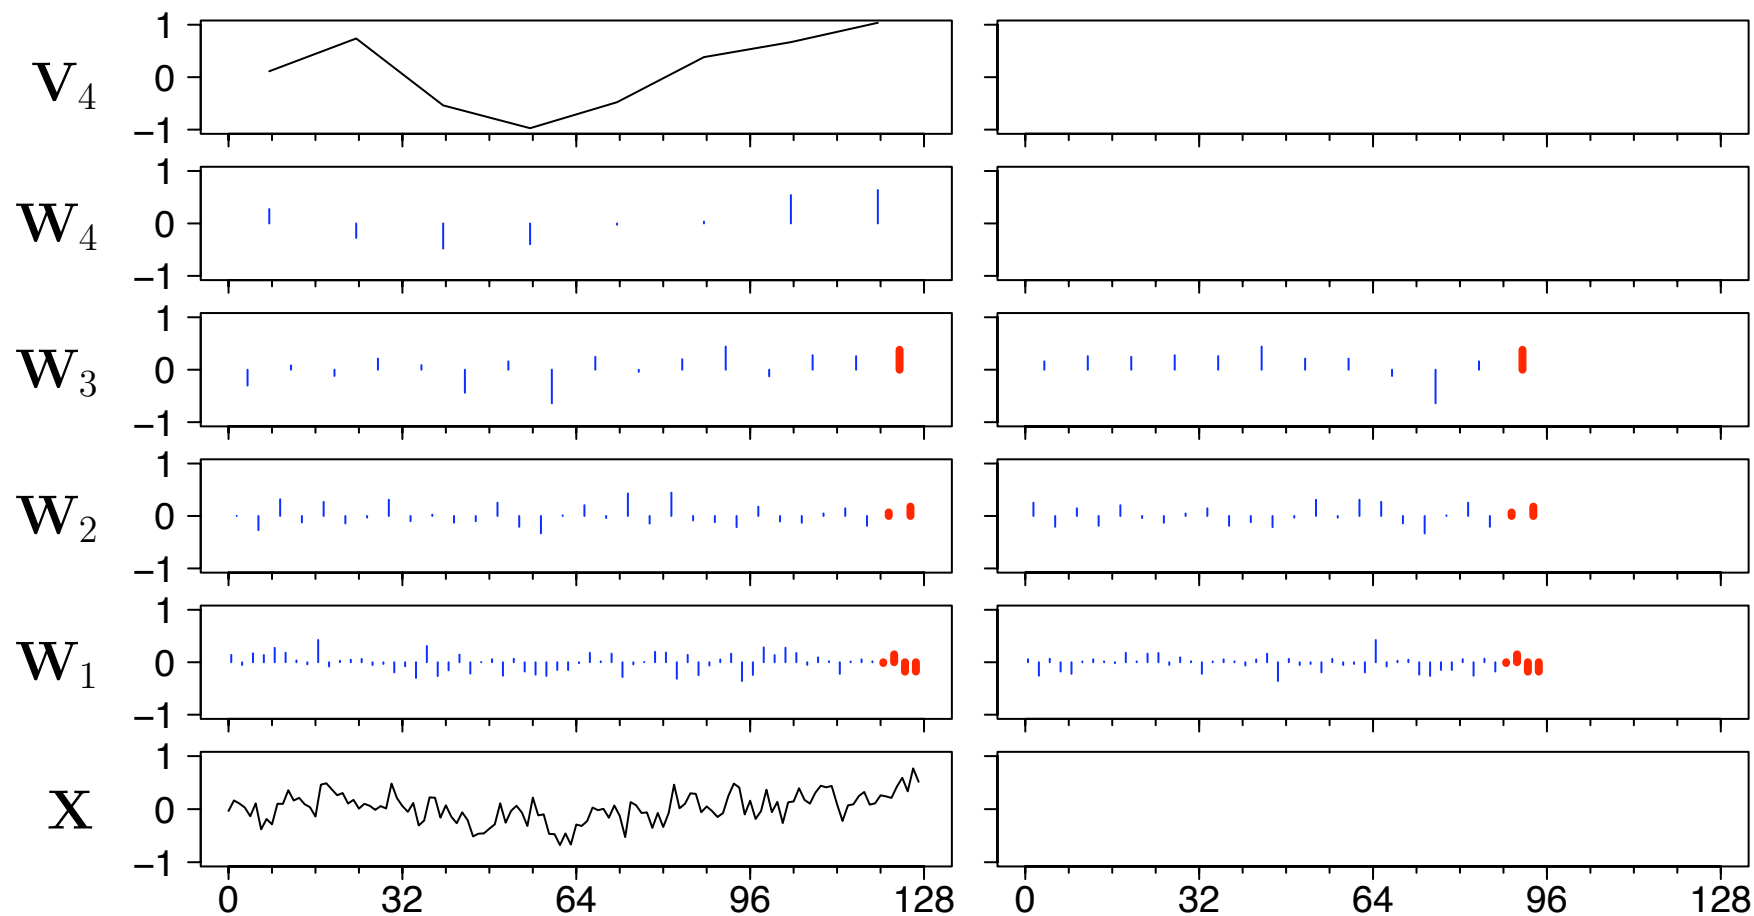 V₄ 1 0 −1
W₄ 1 0 −1
W₃ 1 0 −1
W₂ 1 0 −1
W₁ 1 0 −1
X 1 0 −1
0 32 64 96 128 0 32 64 96 128